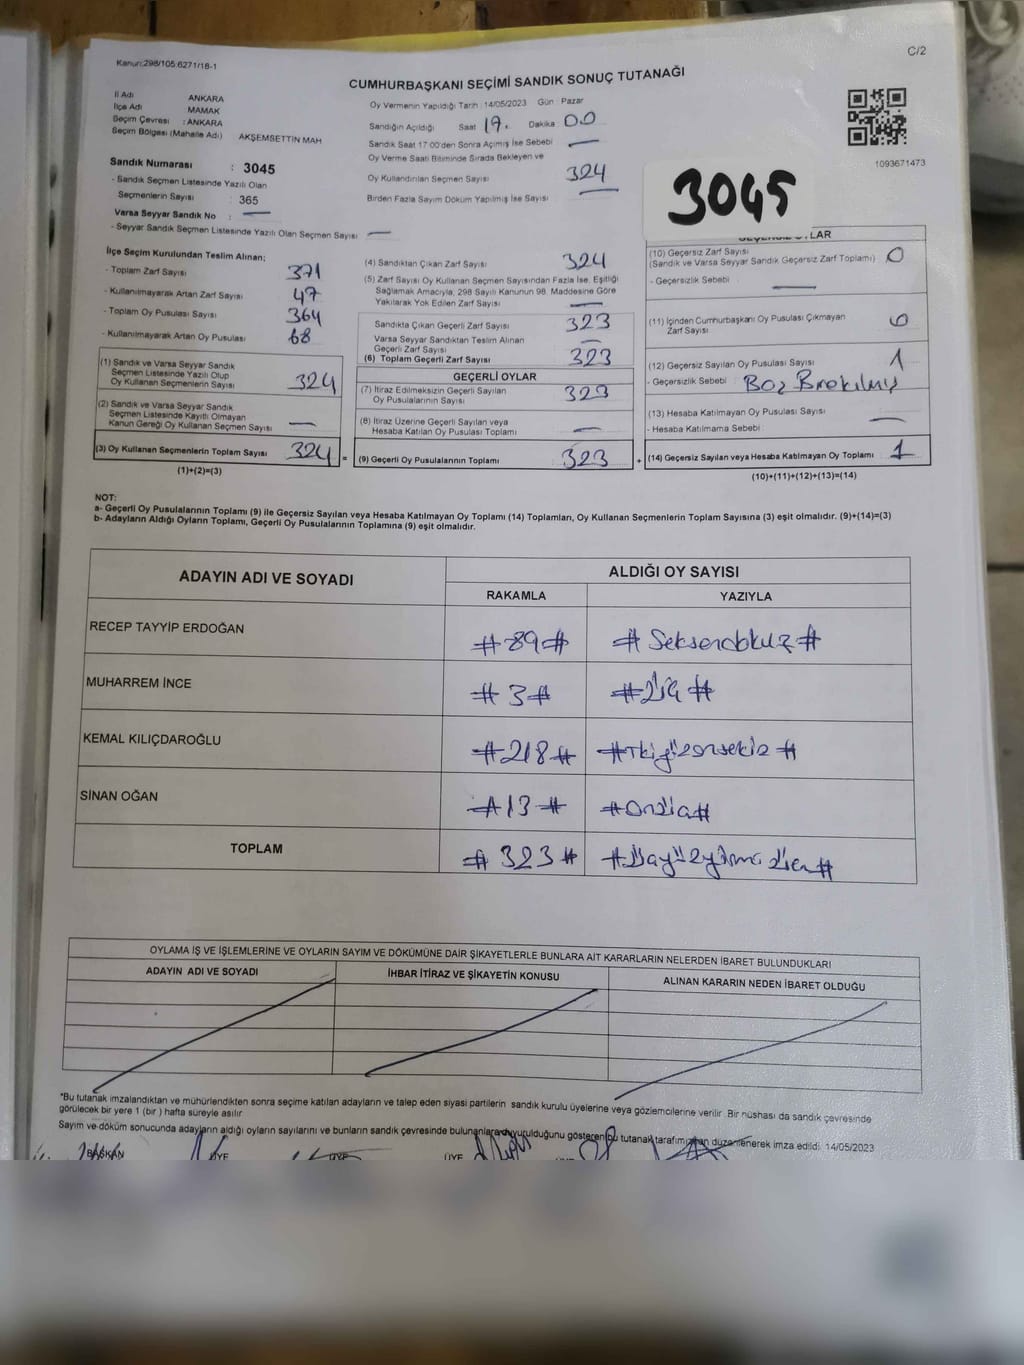 Kanun:298/105.6271/18-1
C/2
CUMHURBAŞKANI SEÇİMİ SANDIK SONUÇ TUTANAĞI
İl Adı ANKARA
İlçe Adı MAMAK
Seçim Çevresi : ANKARA
Seçim Bölgesi (Mahalle Adı) AKŞEMSETTİN MAH
Sandık Numarası : 3045
- Sandık Seçmen Listesinde Yazılı Olan
Seçmenlerin Sayısı : 365
Varsa Seyyar Sandık No : —
- Seyyar Sandık Seçmen Listesinde Yazılı Olan Seçmen Sayısı —
Oy Vermenin Yapıldığı Tarih : 14/05/2023 Gün Pazar
Sandığın Açıldığı Saat 17. Dakika 00
Sandık Saat 17:00'den Sonra Açımış İse Sebebi —
Oy Verme Saati Bitiminde Sırada Bekleyen ve
Oy Kullandırılan Seçmen Sayısı 324
Birden Fazla Sayım Döküm Yapılmış İse Sayısı —
1093671473
3045
İlçe Seçim Kurulundan Teslim Alınan;
- Toplam Zarf Sayısı 371
- Kullanılmayarak Artan Zarf Sayısı 47
- Toplam Oy Pusulası Sayısı 364
- Kullanılmayarak Artan Oy Pusulası 68
(1) Sandık ve Varsa Seyyar Sandık
Seçmen Listesinde Yazılı Olup
Oy Kullanan Seçmenlerin Sayısı 324
(2) Sandık ve Varsa Seyyar Sandık
Seçmen Listesinde Kayıtlı Olmayan
Kanun Gereği Oy Kullanan Seçmen Sayısı —
(3) Oy Kullanan Seçmenlerin Toplam Sayısı 324 =
(1)+(2)=(3)
(4) Sandıktan Çıkan Zarf Sayısı 324
(5) Zarf Sayısı Oy Kullanan Seçmen Sayısından Fazla İse, Eşitliği
Sağlamak Amacıyla, 298 Sayılı Kanunun 98. Maddesine Göre
Yakılarak Yok Edilen Zarf Sayısı —
Sandıkta Çıkan Geçerli Zarf Sayısı 323
Varsa Seyyar Sandıktan Teslim Alınan
Geçerli Zarf Sayısı
(6) Toplam Geçerli Zarf Sayısı 323
GEÇERLİ OYLAR
(7) İtiraz Edilmeksizin Geçerli Sayılan
Oy Pusulalarının Sayısı 323
(8) İtiraz Üzerine Geçerli Sayılan veya
Hesaba Katılan Oy Pusulası Toplamı —
(9) Geçerli Oy Pusulalarının Toplamı 323 +
OYLAR
(10) Geçersiz Zarf Sayısı
(Sandık ve Varsa Seyyar Sandık Geçersiz Zarf Toplamı) 0
- Geçersizlik Sebebi —
(11) İçinden Cumhurbaşkanı Oy Pusulası Çıkmayan
Zarf Sayısı 0
(12) Geçersiz Sayılan Oy Pusulası Sayısı 1
- Geçersizlik Sebebi :
(13) Hesaba Katılmayan Oy Pusulası Sayısı —
- Hesaba Katılmama Sebebi
(14) Geçersiz Sayılan veya Hesaba Katılmayan Oy Toplamı 1
(10)+(11)+(12)+(13)=(14)
NOT:
a- Geçerli Oy Pusulalarının Toplamı (9) ile Geçersiz Sayılan veya Hesaba Katılmayan Oy Toplamı (14) Toplamları, Oy Kullanan Seçmenlerin Toplam Sayısına (3) eşit olmalıdır. (9)+(14)=(3)
b- Adayların Aldığı Oyların Toplamı, Geçerli Oy Pusulalarının Toplamına (9) eşit olmalıdır.
ADAYIN ADI VE SOYADI ALDIĞI OY SAYISI
RAKAMLA YAZIYLA
RECEP TAYYİP ERDOĞAN #89# #Seksendokuz#
MUHARREM İNCE #3# #Üç#
KEMAL KILIÇDAROĞLU #218# #İkiyüzonsekiz#
SİNAN OĞAN #13# #Onüç#
TOPLAM #323# #Üçyüzyirmi üç#
OYLAMA İŞ VE İŞLEMLERİNE VE OYLARIN SAYIM VE DÖKÜMÜNE DAİR ŞİKAYETLERLE BUNLARA AİT KARARLARIN NELERDEN İBARET BULUNDUKLARI
ADAYIN ADI VE SOYADI İHBAR İTİRAZ VE ŞİKAYETİN KONUSU ALINAN KARARIN NEDEN İBARET OLDUĞU
*Bu tutanak imzalandıktan ve mühürlendikten sonra seçime katılan adayların ve talep eden siyasi partilerin sandık kurulu üyelerine veya gözlemcilerine verilir. Bir nüshası da sandık çevresinde
görülecek bir yere 1 (bir) hafta süreyle asılır
Sayım ve döküm sonucunda adayların aldığı oyların sayılarını ve bunların sandık çevresinde bulunanlara duyurulduğunu gösteren bu tutanak tarafımızdan düzenlenerek imza edildi. 14/05/2023
BAŞKAN ÜYE ÜYE ÜYE